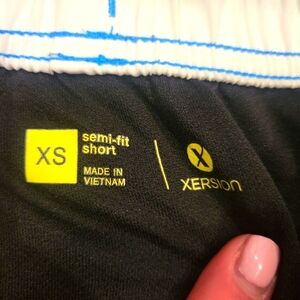 XS
semi-fit
short
MADE IN
VIETNAM
X
XERSION